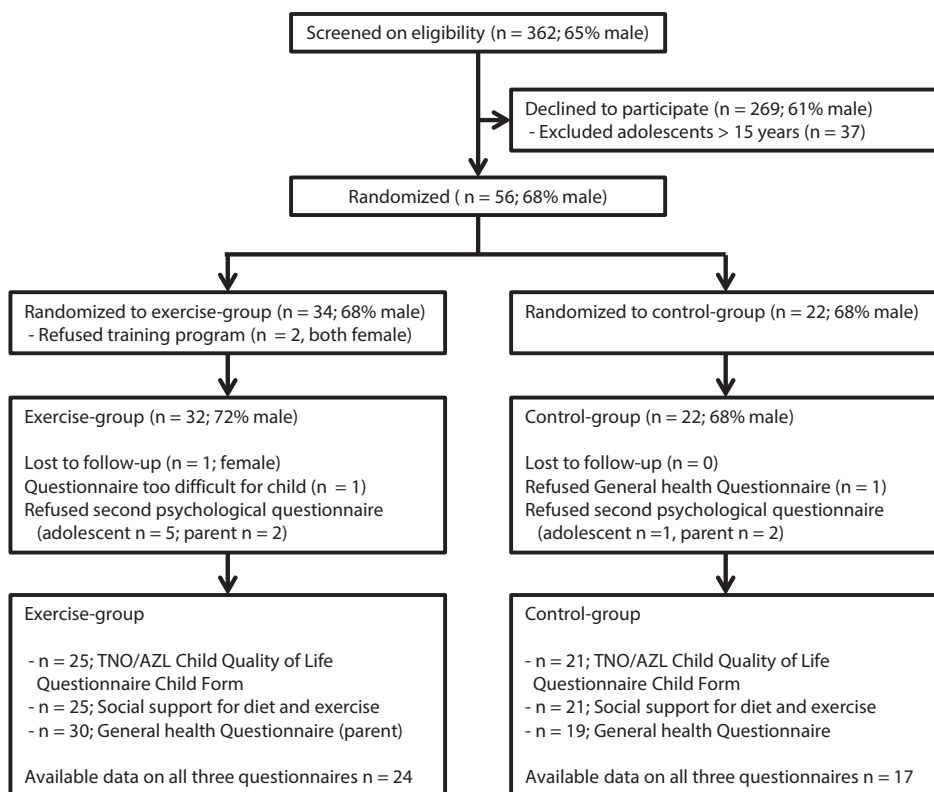 Screened on eligibility (n = 362; 65% male)
Declined to participate (n = 269; 61% male)
- Excluded adolescents > 15 years (n = 37)
Randomized ( n = 56; 68% male)
Randomized to exercise-group (n = 34; 68% male)
- Refused training program (n = 2, both female)
Randomized to control-group (n = 22; 68% male)
Exercise-group (n = 32; 72% male)
Lost to follow-up (n = 1; female)
Questionnaire too difficult for child (n = 1)
Refused second psychological questionnaire
(adolescent n = 5; parent n = 2)
Control-group (n = 22; 68% male)
Lost to follow-up (n = 0)
Refused General health Questionnaire (n = 1)
Refused second psychological questionnaire
(adolescent n =1, parent n = 2)
Exercise-group
- n = 25; TNO/AZL Child Quality of Life
Questionnaire Child Form
- n = 25; Social support for diet and exercise
- n = 30; General health Questionnaire (parent)
Available data on all three questionnaires n = 24
Control-group
- n = 21; TNO/AZL Child Quality of Life
Questionnaire Child Form
- n = 21; Social support for diet and exercise
- n = 19; General health Questionnaire
Available data on all three questionnaires n = 17